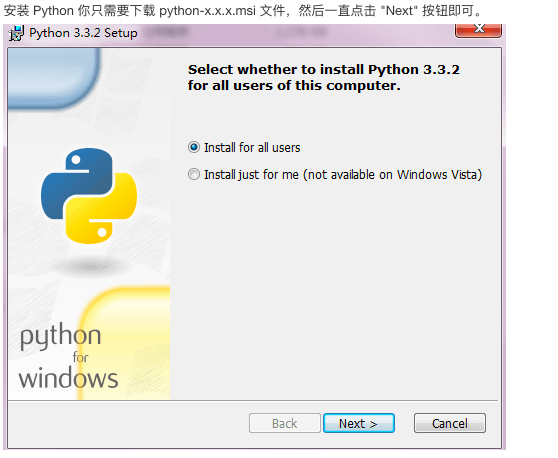 安装 Python 你只需要下载 python-x.x.x.msi 文件，然后一直点击 "Next" 按钮即可。
Python 3.3.2 Setup
Select whether to install Python 3.3.2
for all users of this computer.
Install for all users
Install just for me (not available on Windows Vista)
python
for
windows
Back
Next >
Cancel